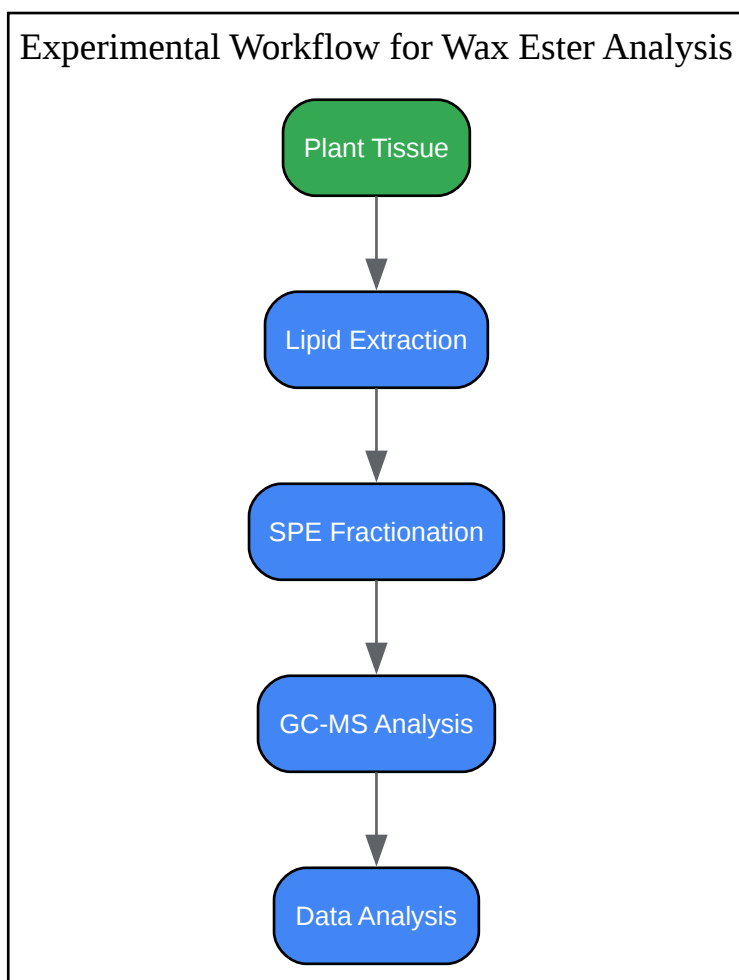 Experimental Workflow for Wax Ester Analysis
Plant Tissue
Lipid Extraction
SPE Fractionation
GC-MS Analysis
Data Analysis